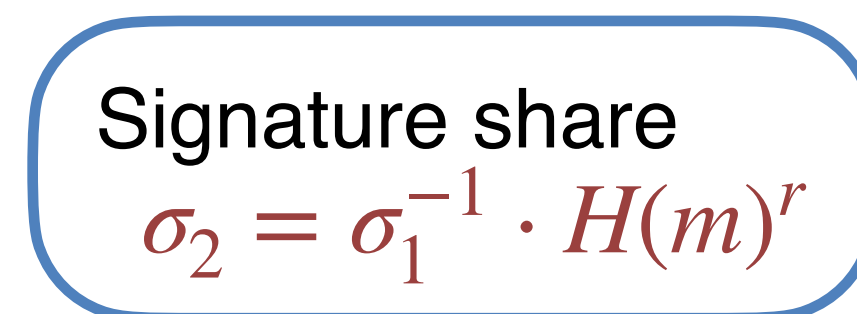 Signature share
σ₂ = σ₁⁻¹ · H(m)ʳ